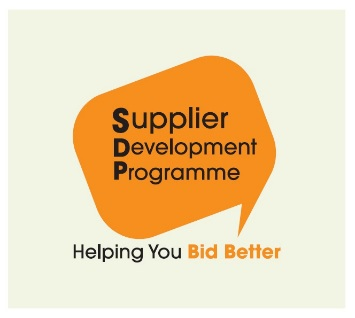 Supplier
Development
Programme
Helping You Bid Better